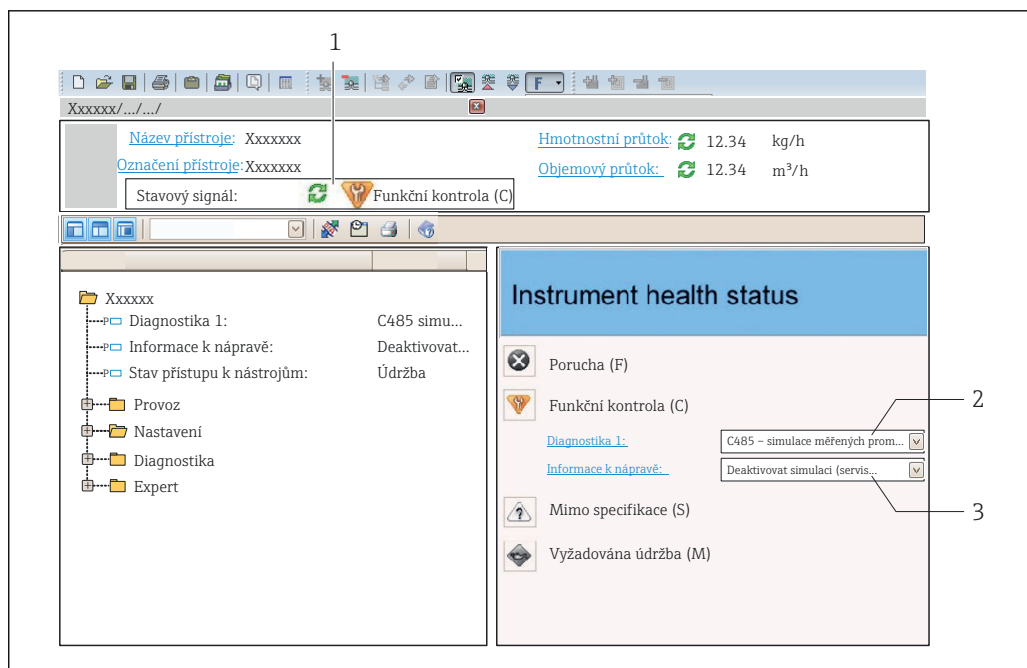 1
F
Xxxxxx/.../.../
Název přístroje: Xxxxxxx Hmotnostní průtok: 12.34 kg/h
Označení přístroje: Xxxxxxx Objemový průtok: 12.34 m³/h
Stavový signál: Funkční kontrola (C)
Xxxxxx
Diagnostika 1: C485 simu...
Informace k nápravě: Deaktivovat...
Stav přístupu k nástrojům: Údržba
Provoz
Nastavení
Diagnostika
Expert
Instrument health status
Porucha (F)
Funkční kontrola (C)
2
Diagnostika 1: C485 – simulace měřených prom...
Informace k nápravě: Deaktivovat simulaci (servis...
3
Mimo specifikace (S)
Vyžadována údržba (M)